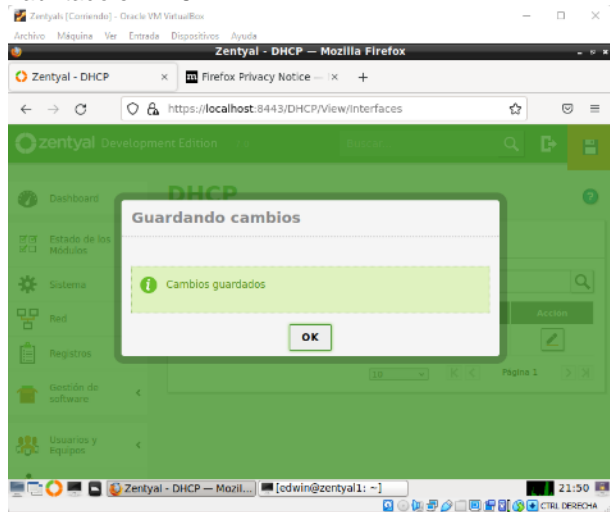 Zentyal1 [Corriendo] - Oracle VM VirtualBox
Archivo Máquina Ver Entrada Dispositivos Ayuda
Zentyal - DHCP — Mozilla Firefox
Zentyal - DHCP
Firefox Privacy Notice —
https://localhost:8443/DHCP/View/Interfaces
zentyal Development Edition
Buscar
Dashboard
DHCP
Guardando cambios
Estado de los
Módulos
Cambios guardados
Sistema
Red
Acción
OK
Registros
10
Página 1
Gestión de
software
Usuarios y
Equipos
Zentyal - DHCP — Mozil...
[edwin@zentyal1: ~]
21:50
CTRL DERECHA